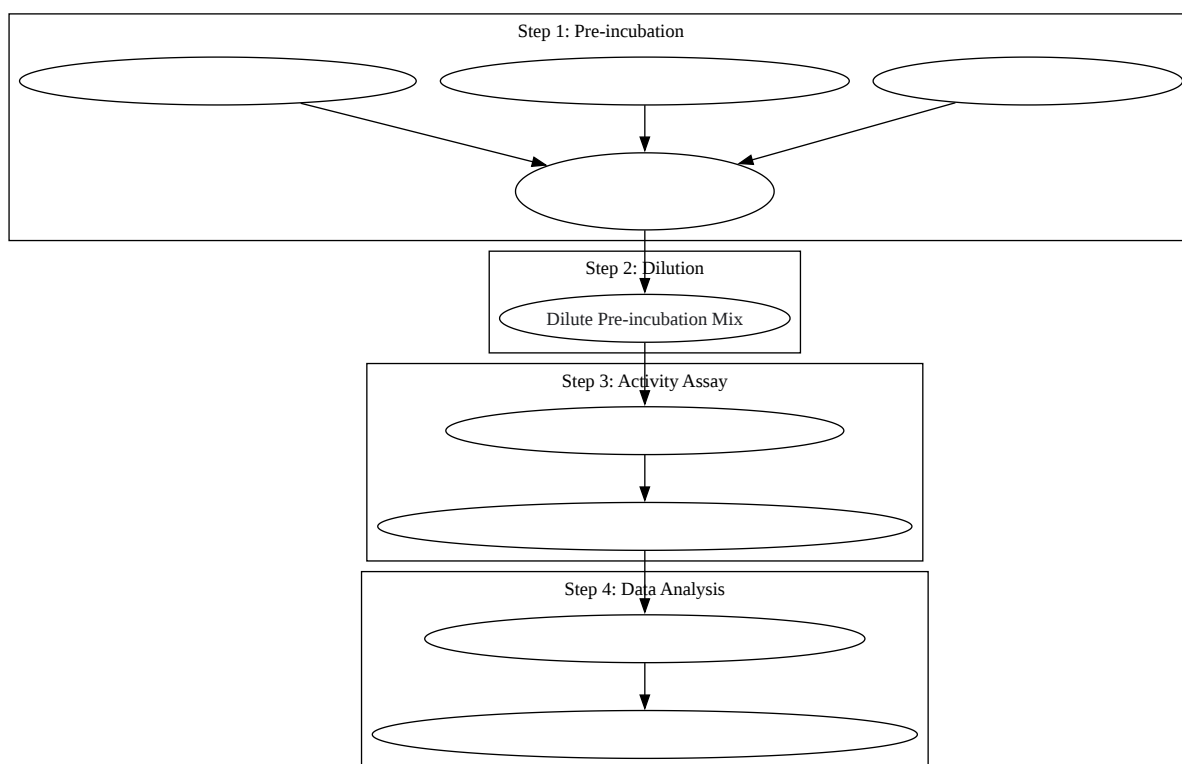 Step 1: Pre-incubation
Step 2: Dilution
Dilute Pre-incubation Mix
Step 3: Activity Assay
Step 4: Data Analysis